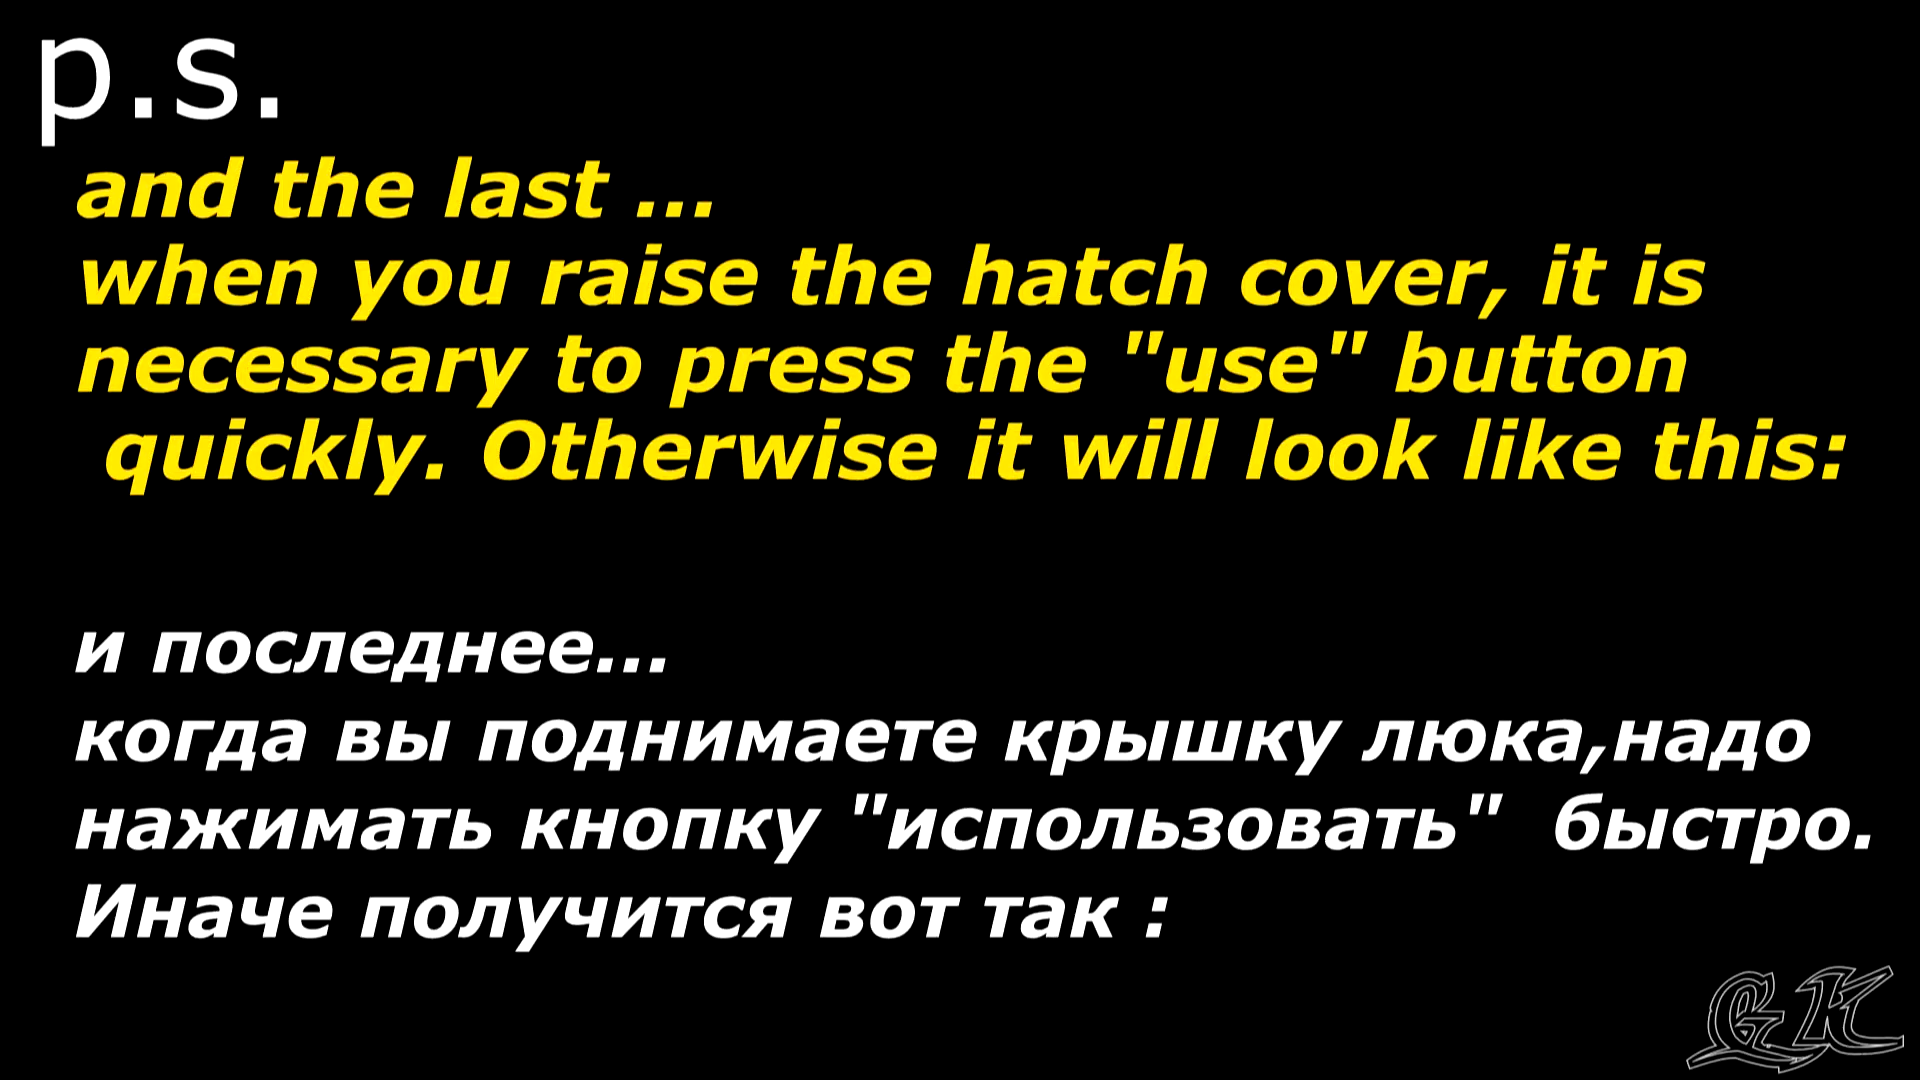 p.s.
and the last ...
when you raise the hatch cover, it is
necessary to press the "use" button
quickly. Otherwise it will look like this:
и последнее...
когда вы поднимаете крышку люка,надо
нажимать кнопку "использовать" быстро.
Иначе получится вот так :
GK